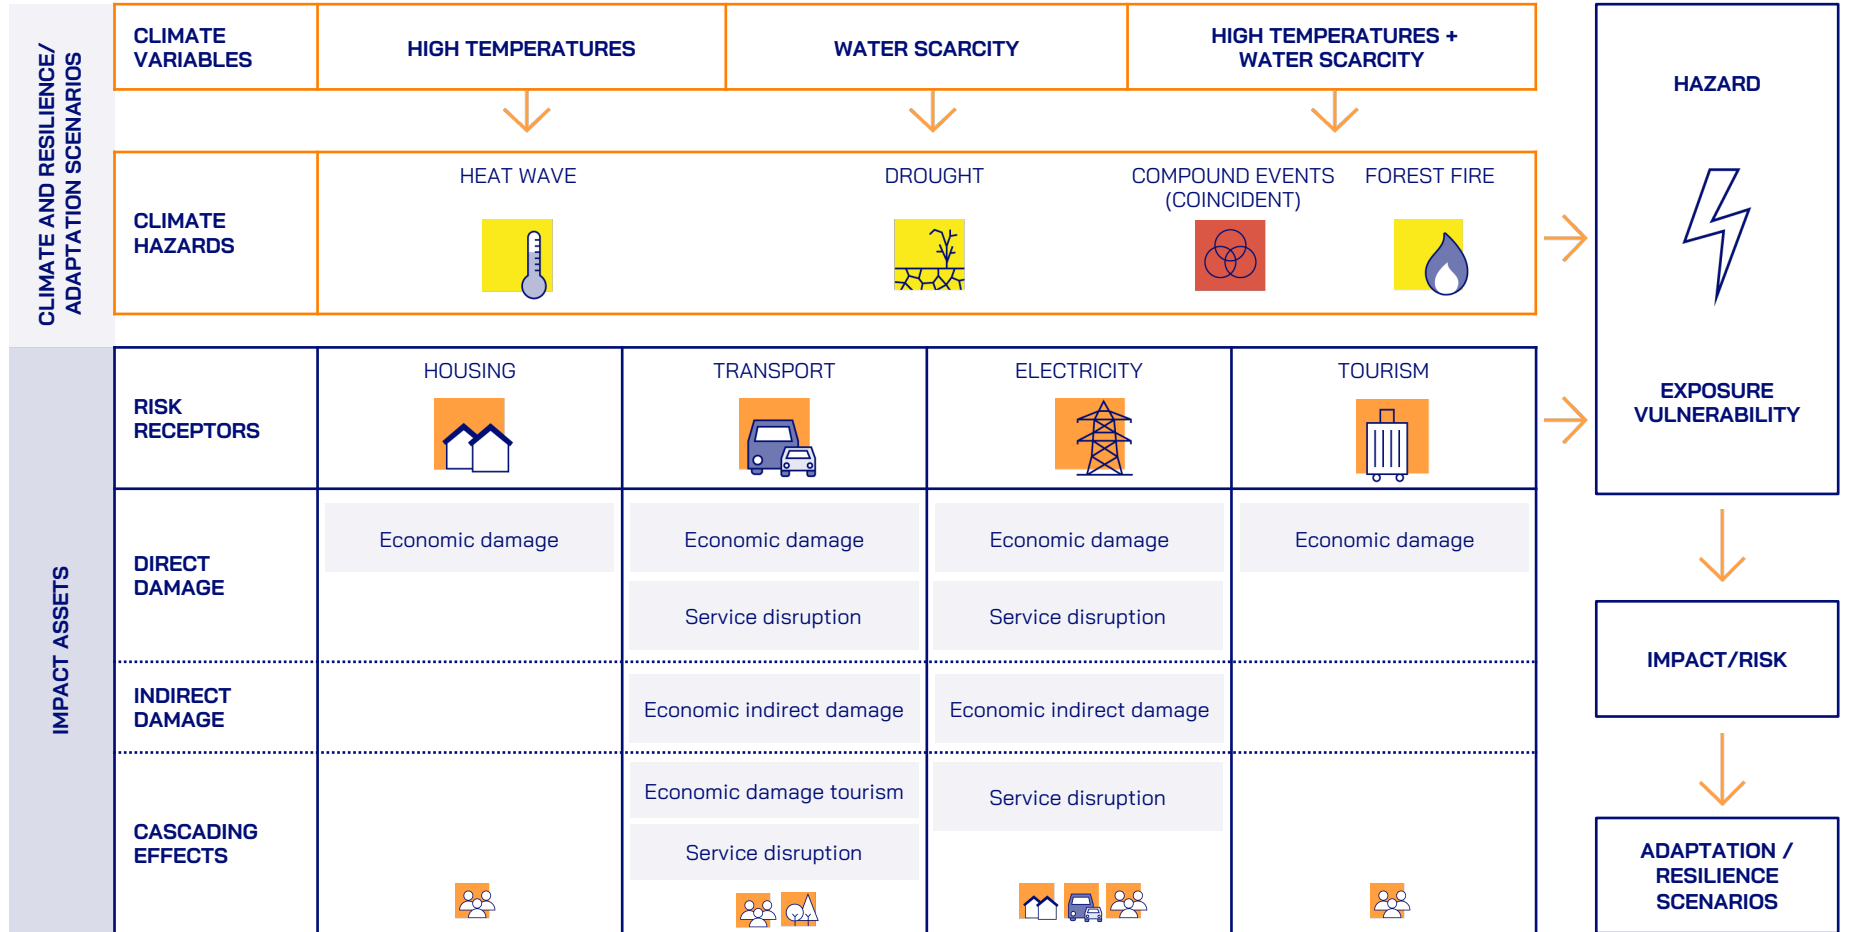 CLIMATE AND RESILIENCE/
ADAPTATION SCENARIOS
CLIMATE
VARIABLES
HIGH TEMPERATURES
WATER SCARCITY
HIGH TEMPERATURES +
WATER SCARCITY
CLIMATE
HAZARDS
HEAT WAVE
DROUGHT
COMPOUND EVENTS
(COINCIDENT)
FOREST FIRE
HAZARD
EXPOSURE
VULNERABILITY
IMPACT ASSETS
RISK
RECEPTORS
HOUSING
TRANSPORT
ELECTRICITY
TOURISM
DIRECT
DAMAGE
Economic damage
Economic damage
Economic damage
Economic damage
Service disruption
Service disruption
INDIRECT
DAMAGE
Economic indirect damage
Economic indirect damage
CASCADING
EFFECTS
Economic damage tourism
Service disruption
Service disruption
IMPACT/RISK
ADAPTATION /
RESILIENCE
SCENARIOS